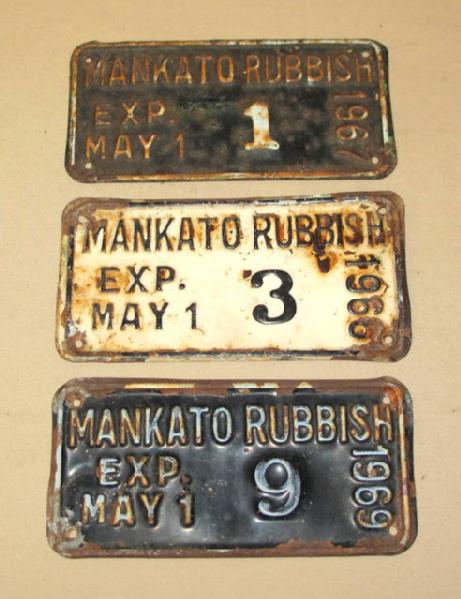 MANKATO RUBBISH
EXP. 1
MAY 1
1967
MANKATO RUBBISH
EXP. 3
MAY 1
1966
MANKATO RUBBISH
EXP. 9
MAY 1
1969